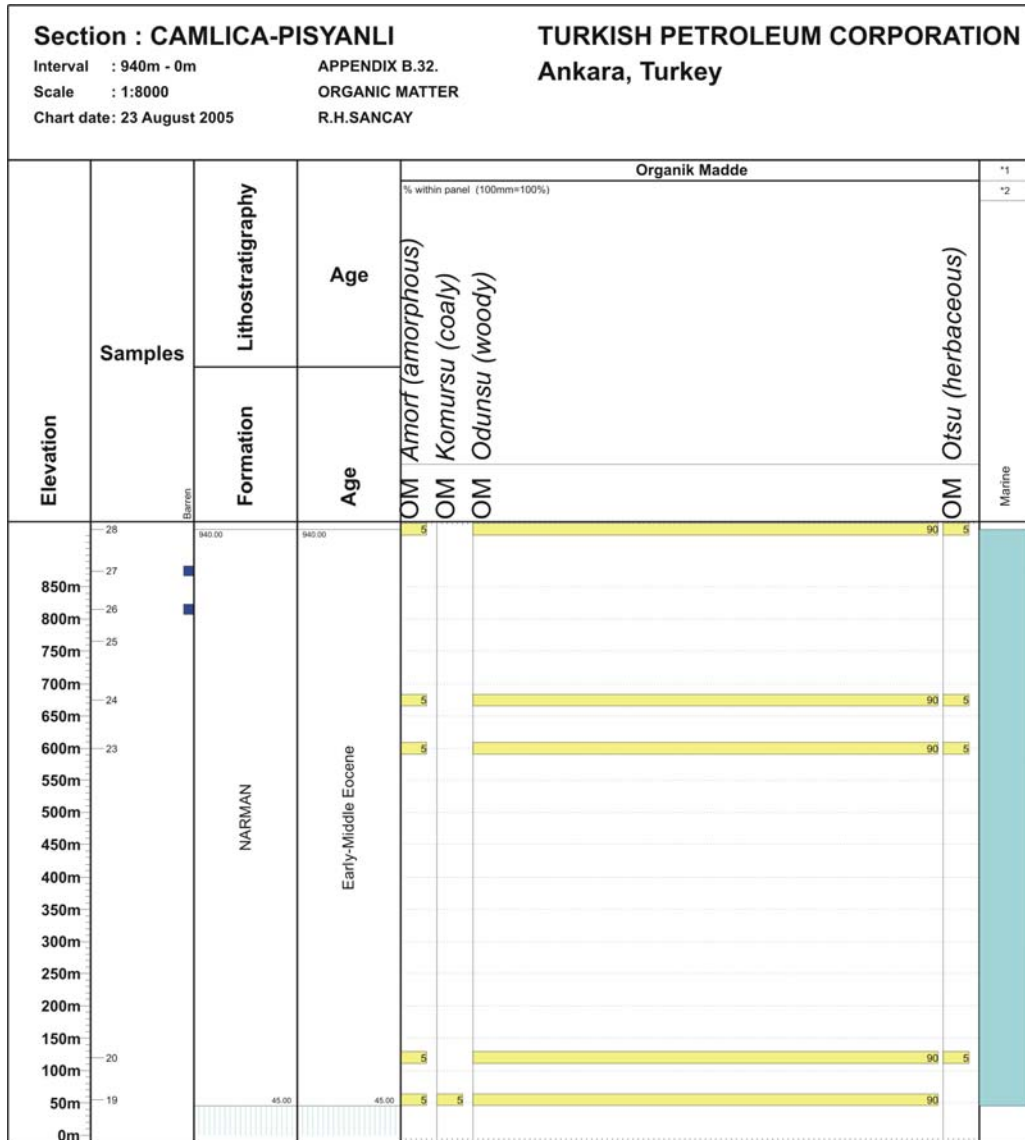 Section : CAMLICA-PISYANLI
Interval : 940m - 0m
Scale : 1:8000
Chart date: 23 August 2005
APPENDIX B.32.
ORGANIC MATTER
R.H.SANCAY
TURKISH PETROLEUM CORPORATION
Ankara, Turkey
Elevation
Samples
Barren
Lithostratigraphy
Formation
Age
Age
Organik Madde
*1
% within panel (100mm=100%)
*2
OM Amorf (amorphous)
OM Komursu (coaly)
OM Odunsu (woody)
OM Otsu (herbaceous)
Marine
28 940.00 940.00 5 90 5
27
850m
800m 26
25
750m
700m
24 5 90 5
650m
600m 23 5 90 5
550m
500m
450m
400m
350m
300m
250m
200m
150m
NARMAN
Early-Middle Eocene
20 5 90 5
100m
50m 19 45.00 45.00 5 5 90
0m